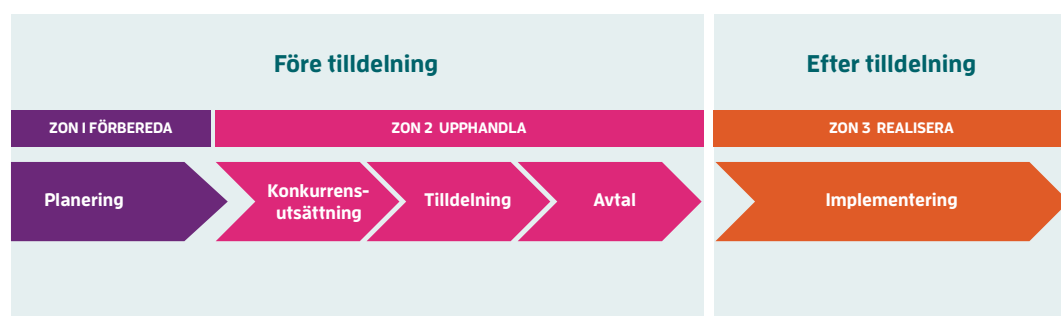 Före tilldelning
Efter tilldelning
ZON I FÖRBEREDA
ZON 2 UPPHANDLA
ZON 3 REALISERA
Planering
Konkurrens-
utsättning
Tilldelning
Avtal
Implementering